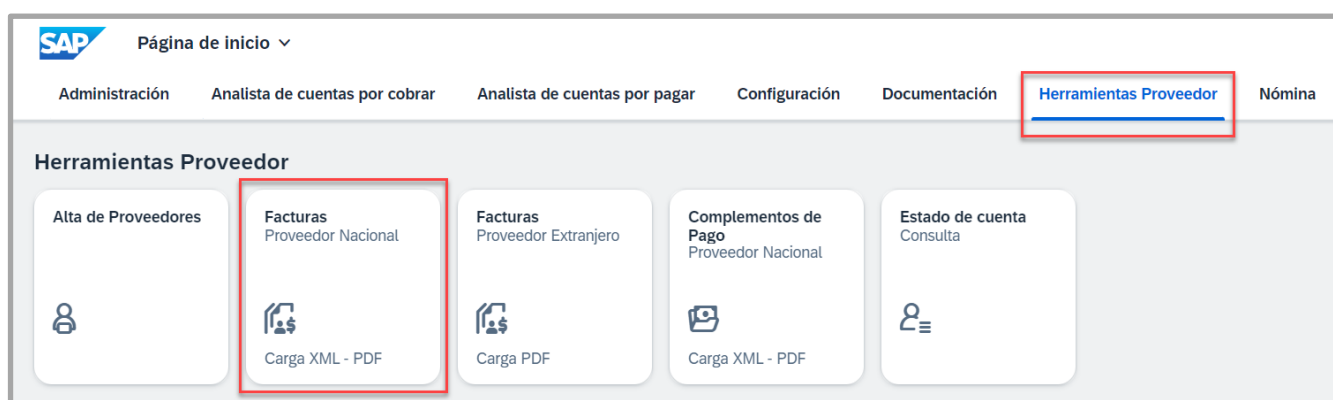 SAP Página de inicio
Administración Analista de cuentas por cobrar Analista de cuentas por pagar Configuración Documentación Herramientas Proveedor Nómina
Herramientas Proveedor
Alta de Proveedores
Facturas
Proveedor Nacional
Carga XML - PDF
Facturas
Proveedor Extranjero
Carga PDF
Complementos de
Pago
Proveedor Nacional
Carga XML - PDF
Estado de cuenta
Consulta